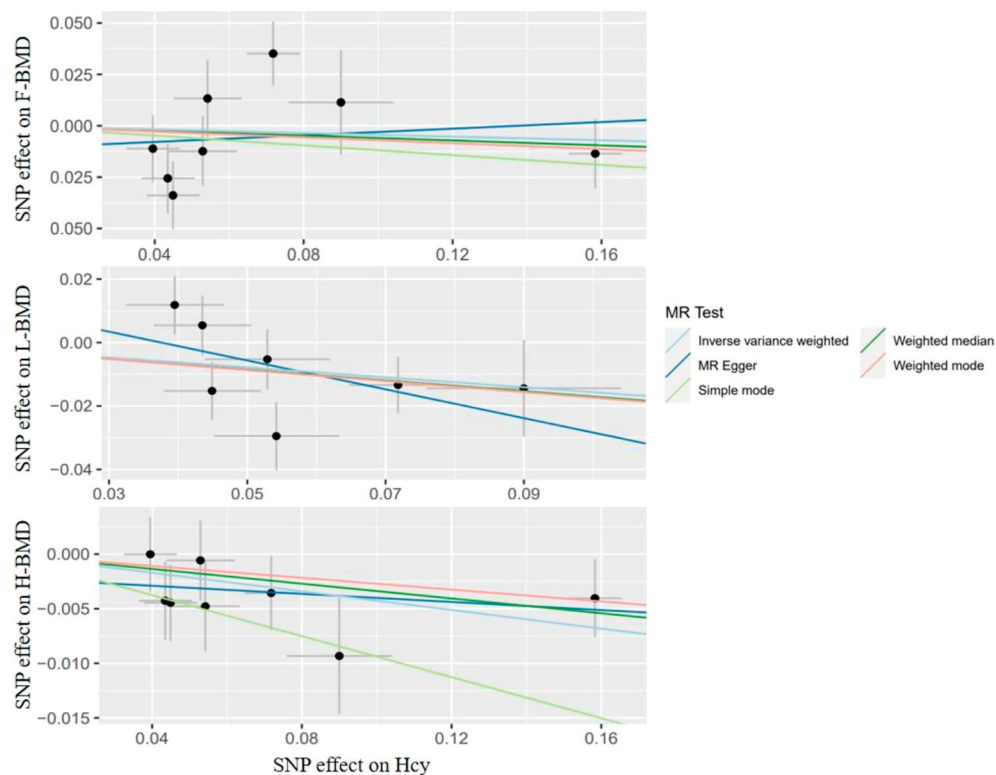 SNP effect on F-BMD
0.050
0.025
0.000
0.025
0.050
0.04 0.08 0.12 0.16
SNP effect on L-BMD
0.02
0.00
−0.02
−0.04
0.03 0.05 0.07 0.09
SNP effect on H-BMD
0.000
−0.005
−0.010
−0.015
0.04 0.08 0.12 0.16
SNP effect on Hcy
MR Test
Inverse variance weighted
MR Egger
Simple mode
Weighted median
Weighted mode